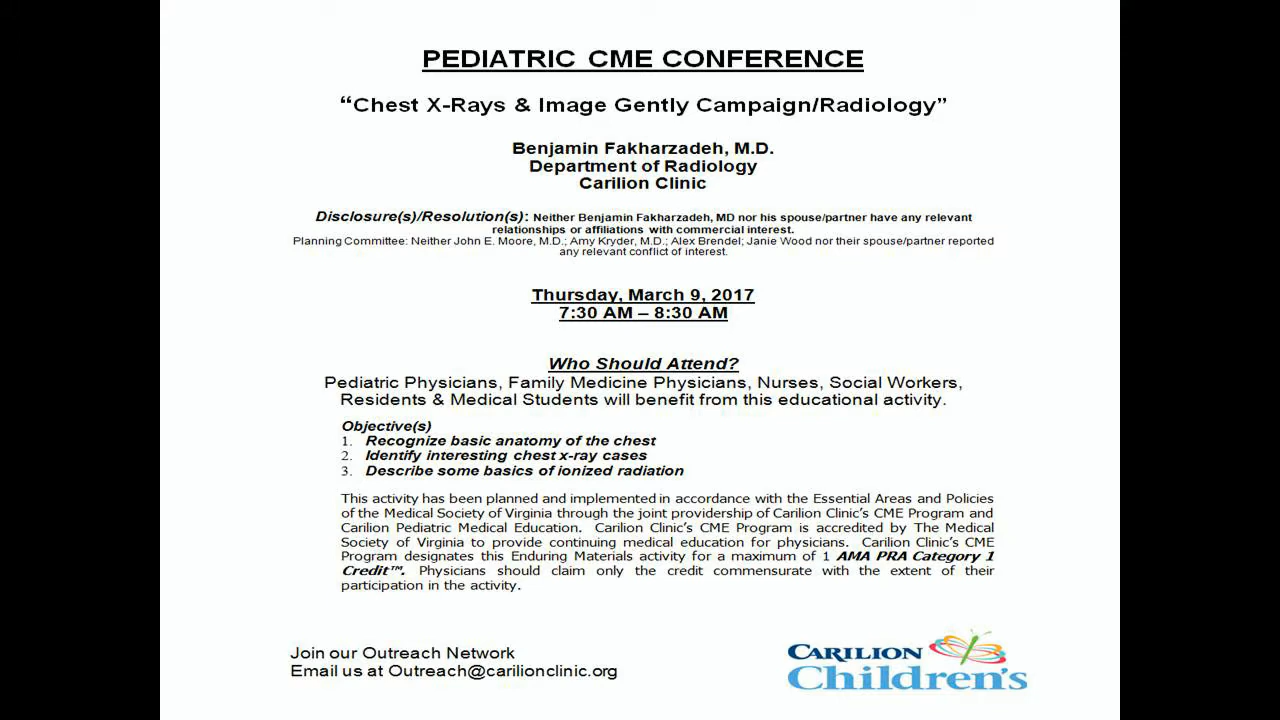 PEDIATRIC CME CONFERENCE
“Chest X-Rays & Image Gently Campaign/Radiology”
Benjamin Fakharzadeh, M.D.
Department of Radiology
Carilion Clinic
Disclosure(s)/Resolution(s): Neither Benjamin Fakharzadeh, MD nor his spouse/partner have any relevant
relationships or affiliations with commercial interest.
Planning Committee: Neither John E. Moore, M.D.; Amy Kryder, M.D.; Alex Brendel; Janie Wood nor their spouse/partner reported
any relevant conflict of interest.
Thursday, March 9, 2017
7:30 AM – 8:30 AM
Who Should Attend?
Pediatric Physicians, Family Medicine Physicians, Nurses, Social Workers,
Residents & Medical Students will benefit from this educational activity.
Objective(s)
1. Recognize basic anatomy of the chest
2. Identify interesting chest x-ray cases
3. Describe some basics of ionized radiation
This activity has been planned and implemented in accordance with the Essential Areas and Policies
of the Medical Society of Virginia through the joint providership of Carilion Clinic’s CME Program and
Carilion Pediatric Medical Education. Carilion Clinic’s CME Program is accredited by The Medical
Society of Virginia to provide continuing medical education for physicians. Carilion Clinic’s CME
Program designates this Enduring Materials activity for a maximum of 1 AMA PRA Category 1
Credit™. Physicians should claim only the credit commensurate with the extent of their
participation in the activity.
Join our Outreach Network
Email us at Outreach@carilionclinic.org
CARILION
Children's